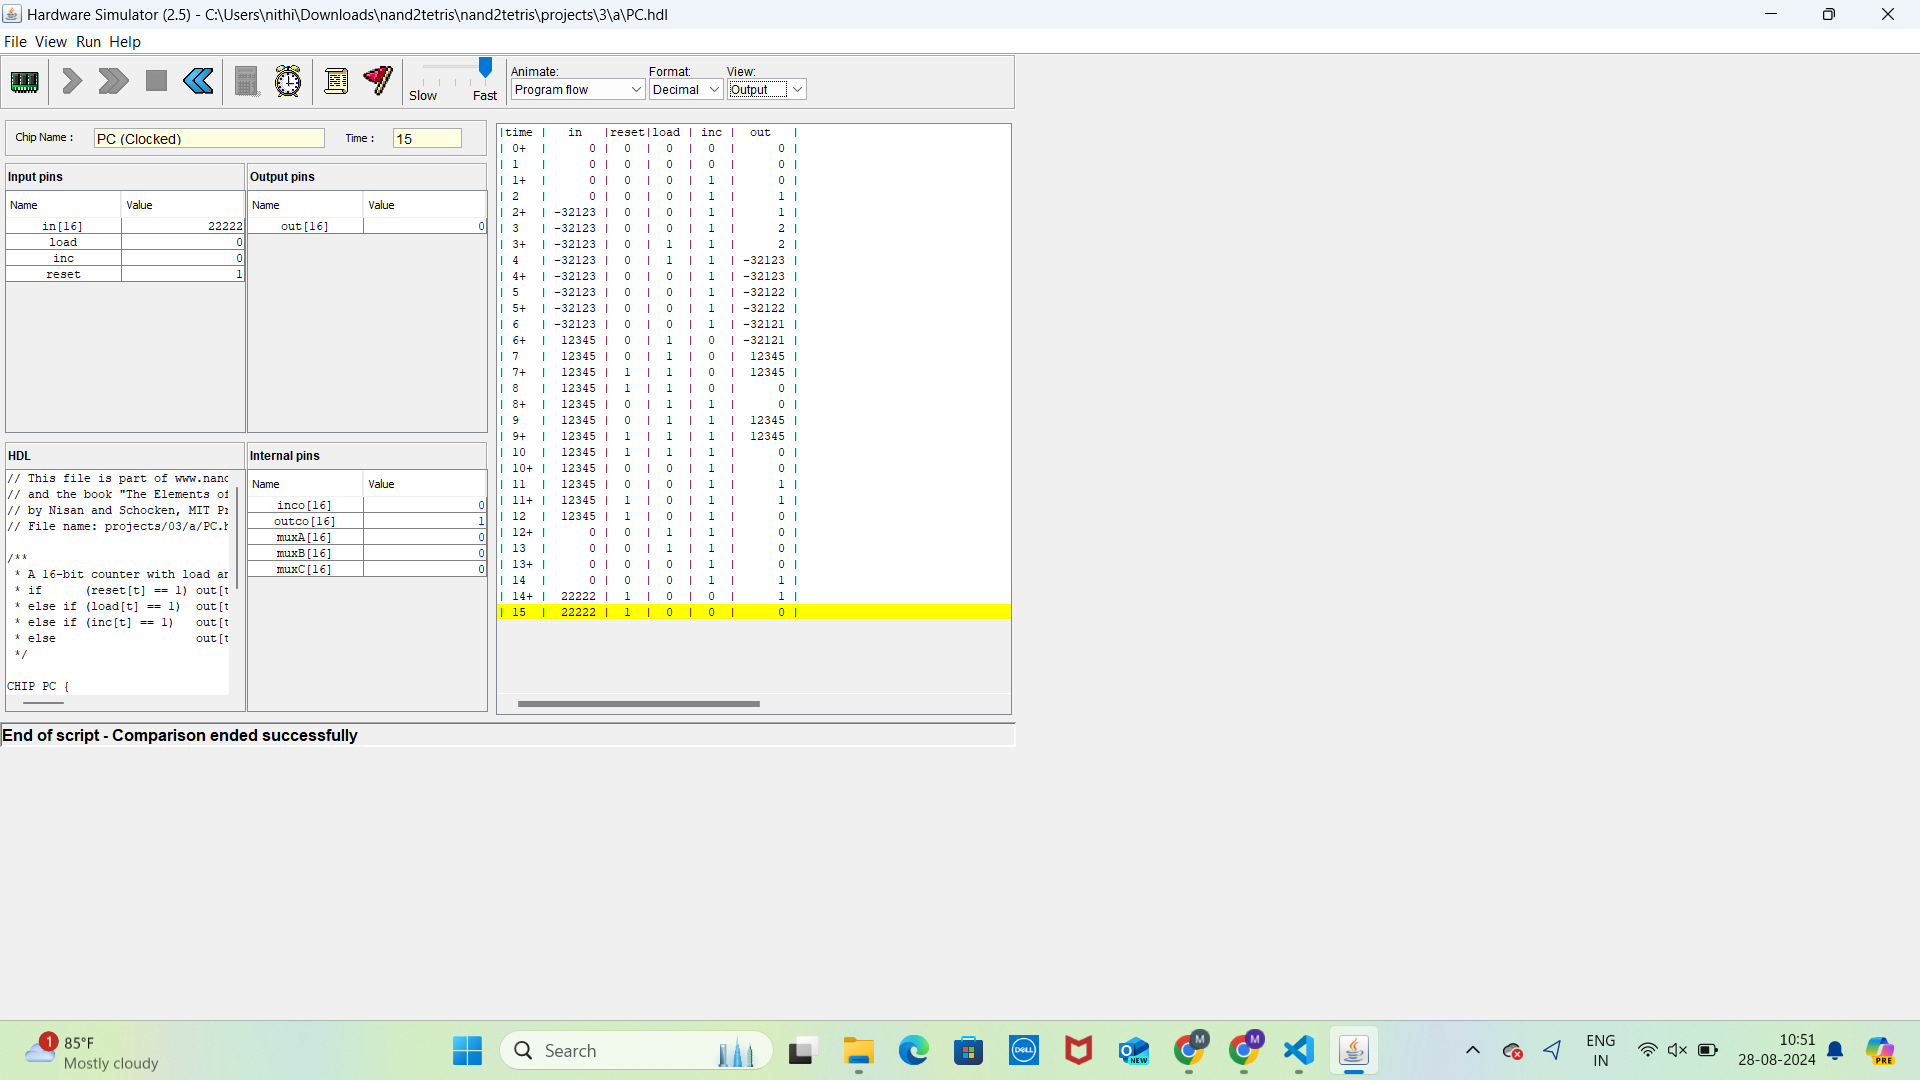 Hardware Simulator (2.5) - C:\Users\nithi\Downloads\nand2tetris\nand2tetris\projects\3\a\PC.hdl
File View Run Help
Animate: Format: View:
Slow Fast Program flow Decimal Output
Chip Name : PC (Clocked) Time : 15
Input pins
Name Value
in[16] 22222
load 0
inc 0
reset 1
Output pins
Name Value
out[16] 0
HDL
// This file is part of www.nand
// and the book "The Elements of
// by Nisan and Schocken, MIT Pr
// File name: projects/03/a/PC.h
/**
* A 16-bit counter with load an
* if (reset[t] == 1) out[t
* else if (load[t] == 1) out[t
* else if (inc[t] == 1) out[t
* else out[t
*/
CHIP PC {
Internal pins
Name Value
inco[16] 0
outco[16] 1
muxA[16] 0
muxB[16] 0
muxC[16] 0
|time | in |reset|load | inc | out |
| 0+ | 0 | 0 | 0 | 0 | 0 |
| 1 | 0 | 0 | 0 | 0 | 0 |
| 1+ | 0 | 0 | 0 | 1 | 0 |
| 2 | 0 | 0 | 0 | 1 | 1 |
| 2+ | -32123 | 0 | 0 | 1 | 1 |
| 3 | -32123 | 0 | 0 | 1 | 2 |
| 3+ | -32123 | 0 | 1 | 1 | 2 |
| 4 | -32123 | 0 | 1 | 1 | -32123 |
| 4+ | -32123 | 0 | 0 | 1 | -32123 |
| 5 | -32123 | 0 | 0 | 1 | -32122 |
| 5+ | -32123 | 0 | 0 | 1 | -32122 |
| 6 | -32123 | 0 | 0 | 1 | -32121 |
| 6+ | 12345 | 0 | 1 | 0 | -32121 |
| 7 | 12345 | 0 | 1 | 0 | 12345 |
| 7+ | 12345 | 1 | 1 | 0 | 12345 |
| 8 | 12345 | 1 | 1 | 0 | 0 |
| 8+ | 12345 | 0 | 1 | 1 | 0 |
| 9 | 12345 | 0 | 1 | 1 | 12345 |
| 9+ | 12345 | 1 | 1 | 1 | 12345 |
| 10 | 12345 | 1 | 1 | 1 | 0 |
| 10+ | 12345 | 0 | 0 | 1 | 0 |
| 11 | 12345 | 0 | 0 | 1 | 1 |
| 11+ | 12345 | 1 | 0 | 1 | 1 |
| 12 | 12345 | 1 | 0 | 1 | 0 |
| 12+ | 0 | 0 | 1 | 1 | 0 |
| 13 | 0 | 0 | 1 | 1 | 0 |
| 13+ | 0 | 0 | 0 | 1 | 0 |
| 14 | 0 | 0 | 0 | 1 | 1 |
| 14+ | 22222 | 1 | 0 | 0 | 1 |
| 15 | 22222 | 1 | 0 | 0 | 0 |
End of script - Comparison ended successfully
1 85°F
Mostly cloudy
Search
DELL
NEW
M
M
ENG
IN
10:51
28-08-2024
PRE